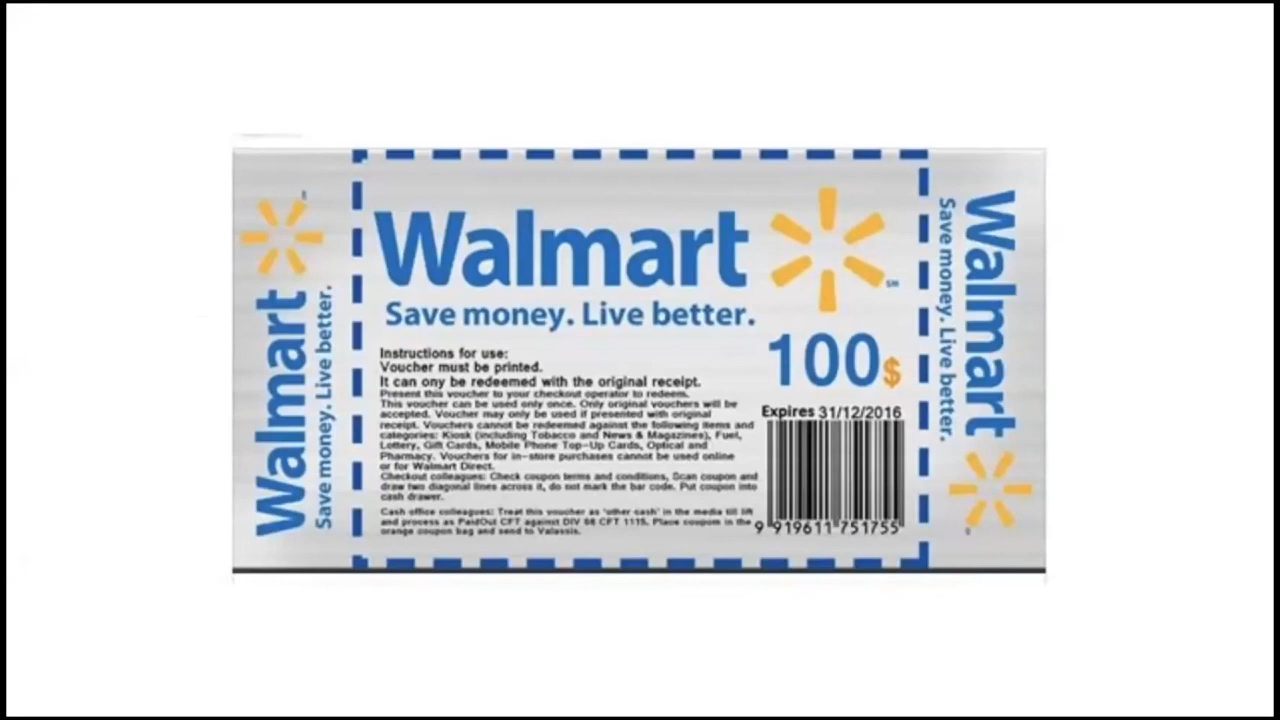 Walmart
Save money. Live better.
Walmart
Save money. Live better.
SM
100$
Instructions for use:
Voucher must be printed.
It can ony be redeemed with the original receipt.
Present this voucher to your checkout operator to redeem.
This voucher can be used only once. Only original vouchers will be
accepted. Voucher may only be used if presented with original
receipt. Vouchers cannot be redeemed against the following items and
categories: Kiosk (including Tobacco and News & Magazines), Fuel,
Lottery, Gift Cards, Mobile Phone Top-Up Cards, Optical and
Pharmacy. Vouchers for in-store purchases cannot be used online
or for Walmart Direct.
Checkout colleagues: Check coupon terms and conditions, Scan coupon and
draw two diagonal lines across it, do not mark the bar code. Put coupon into
cash drawer.
Cash office colleagues: Treat this voucher as 'other cash' in the media till lift
and process as PaidOut CFT against DIV 88 CFT 1115. Place coupon in the
orange coupon bag and send to Valassis.
Expires 31/12/2016
9 919611 751755
Walmart
Save money. Live better.